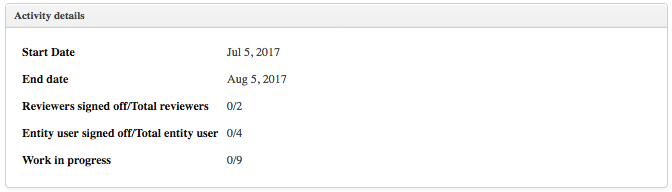 Activity details
Start Date Jul 5, 2017
End date Aug 5, 2017
Reviewers signed off/Total reviewers 0/2
Entity user signed off/Total entity user 0/4
Work in progress 0/9